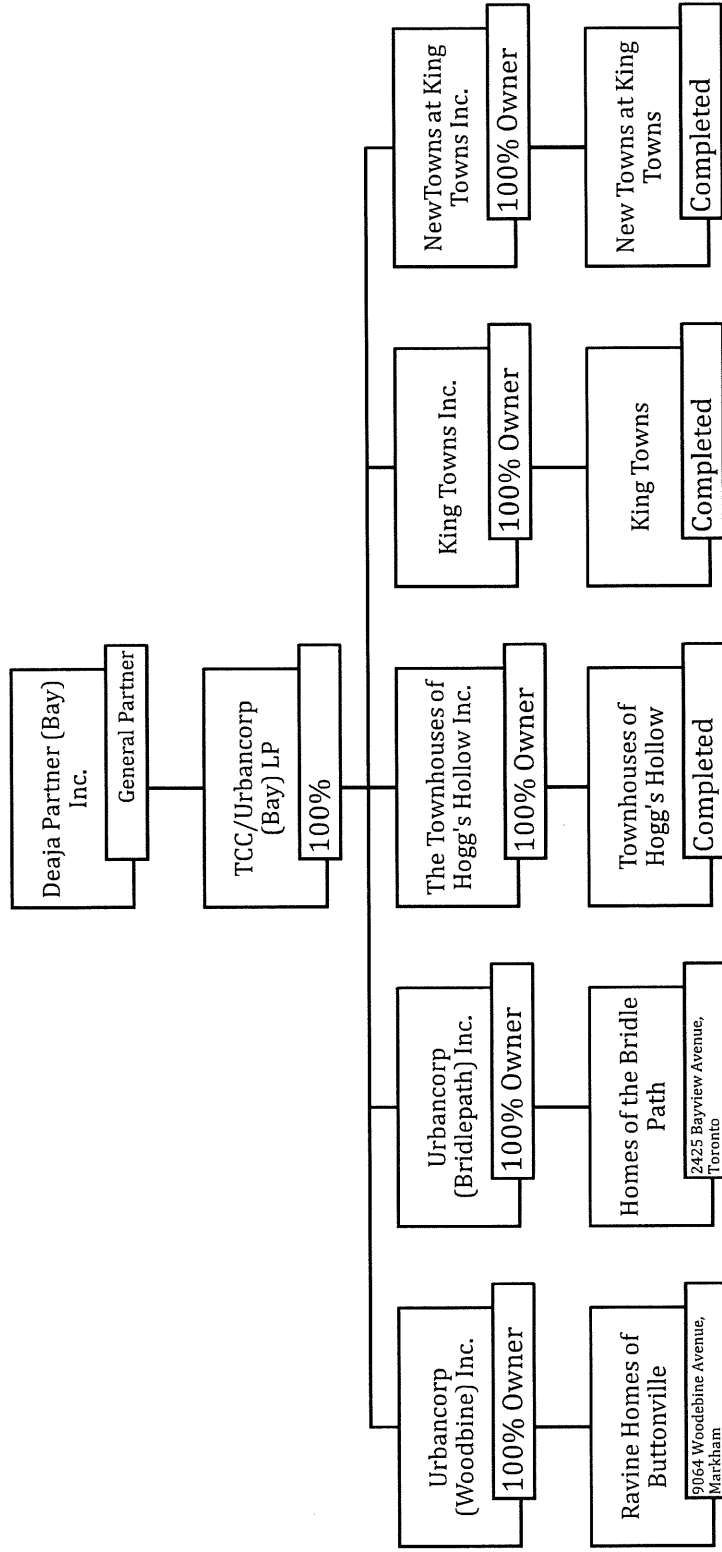 Deaja Partner (Bay)
Inc.
General Partner
TCC/Urbancorp
(Bay) LP
100%
Urbancorp
(Woodbine) Inc.
100% Owner
Urbancorp
(Bridlepath) Inc.
100% Owner
The Townhouses of
Hogg's Hollow Inc.
100% Owner
King Towns Inc.
100% Owner
NewTowns at King
Towns Inc.
100% Owner
Ravine Homes of
Buttonville
9064 Woodebine Avenue,
Markham
Homes of the Bridle
Path
2425 Bayview Avenue,
Toronto
Townhouses of
Hogg's Hollow
Completed
King Towns
Completed
New Towns at King
Towns
Completed